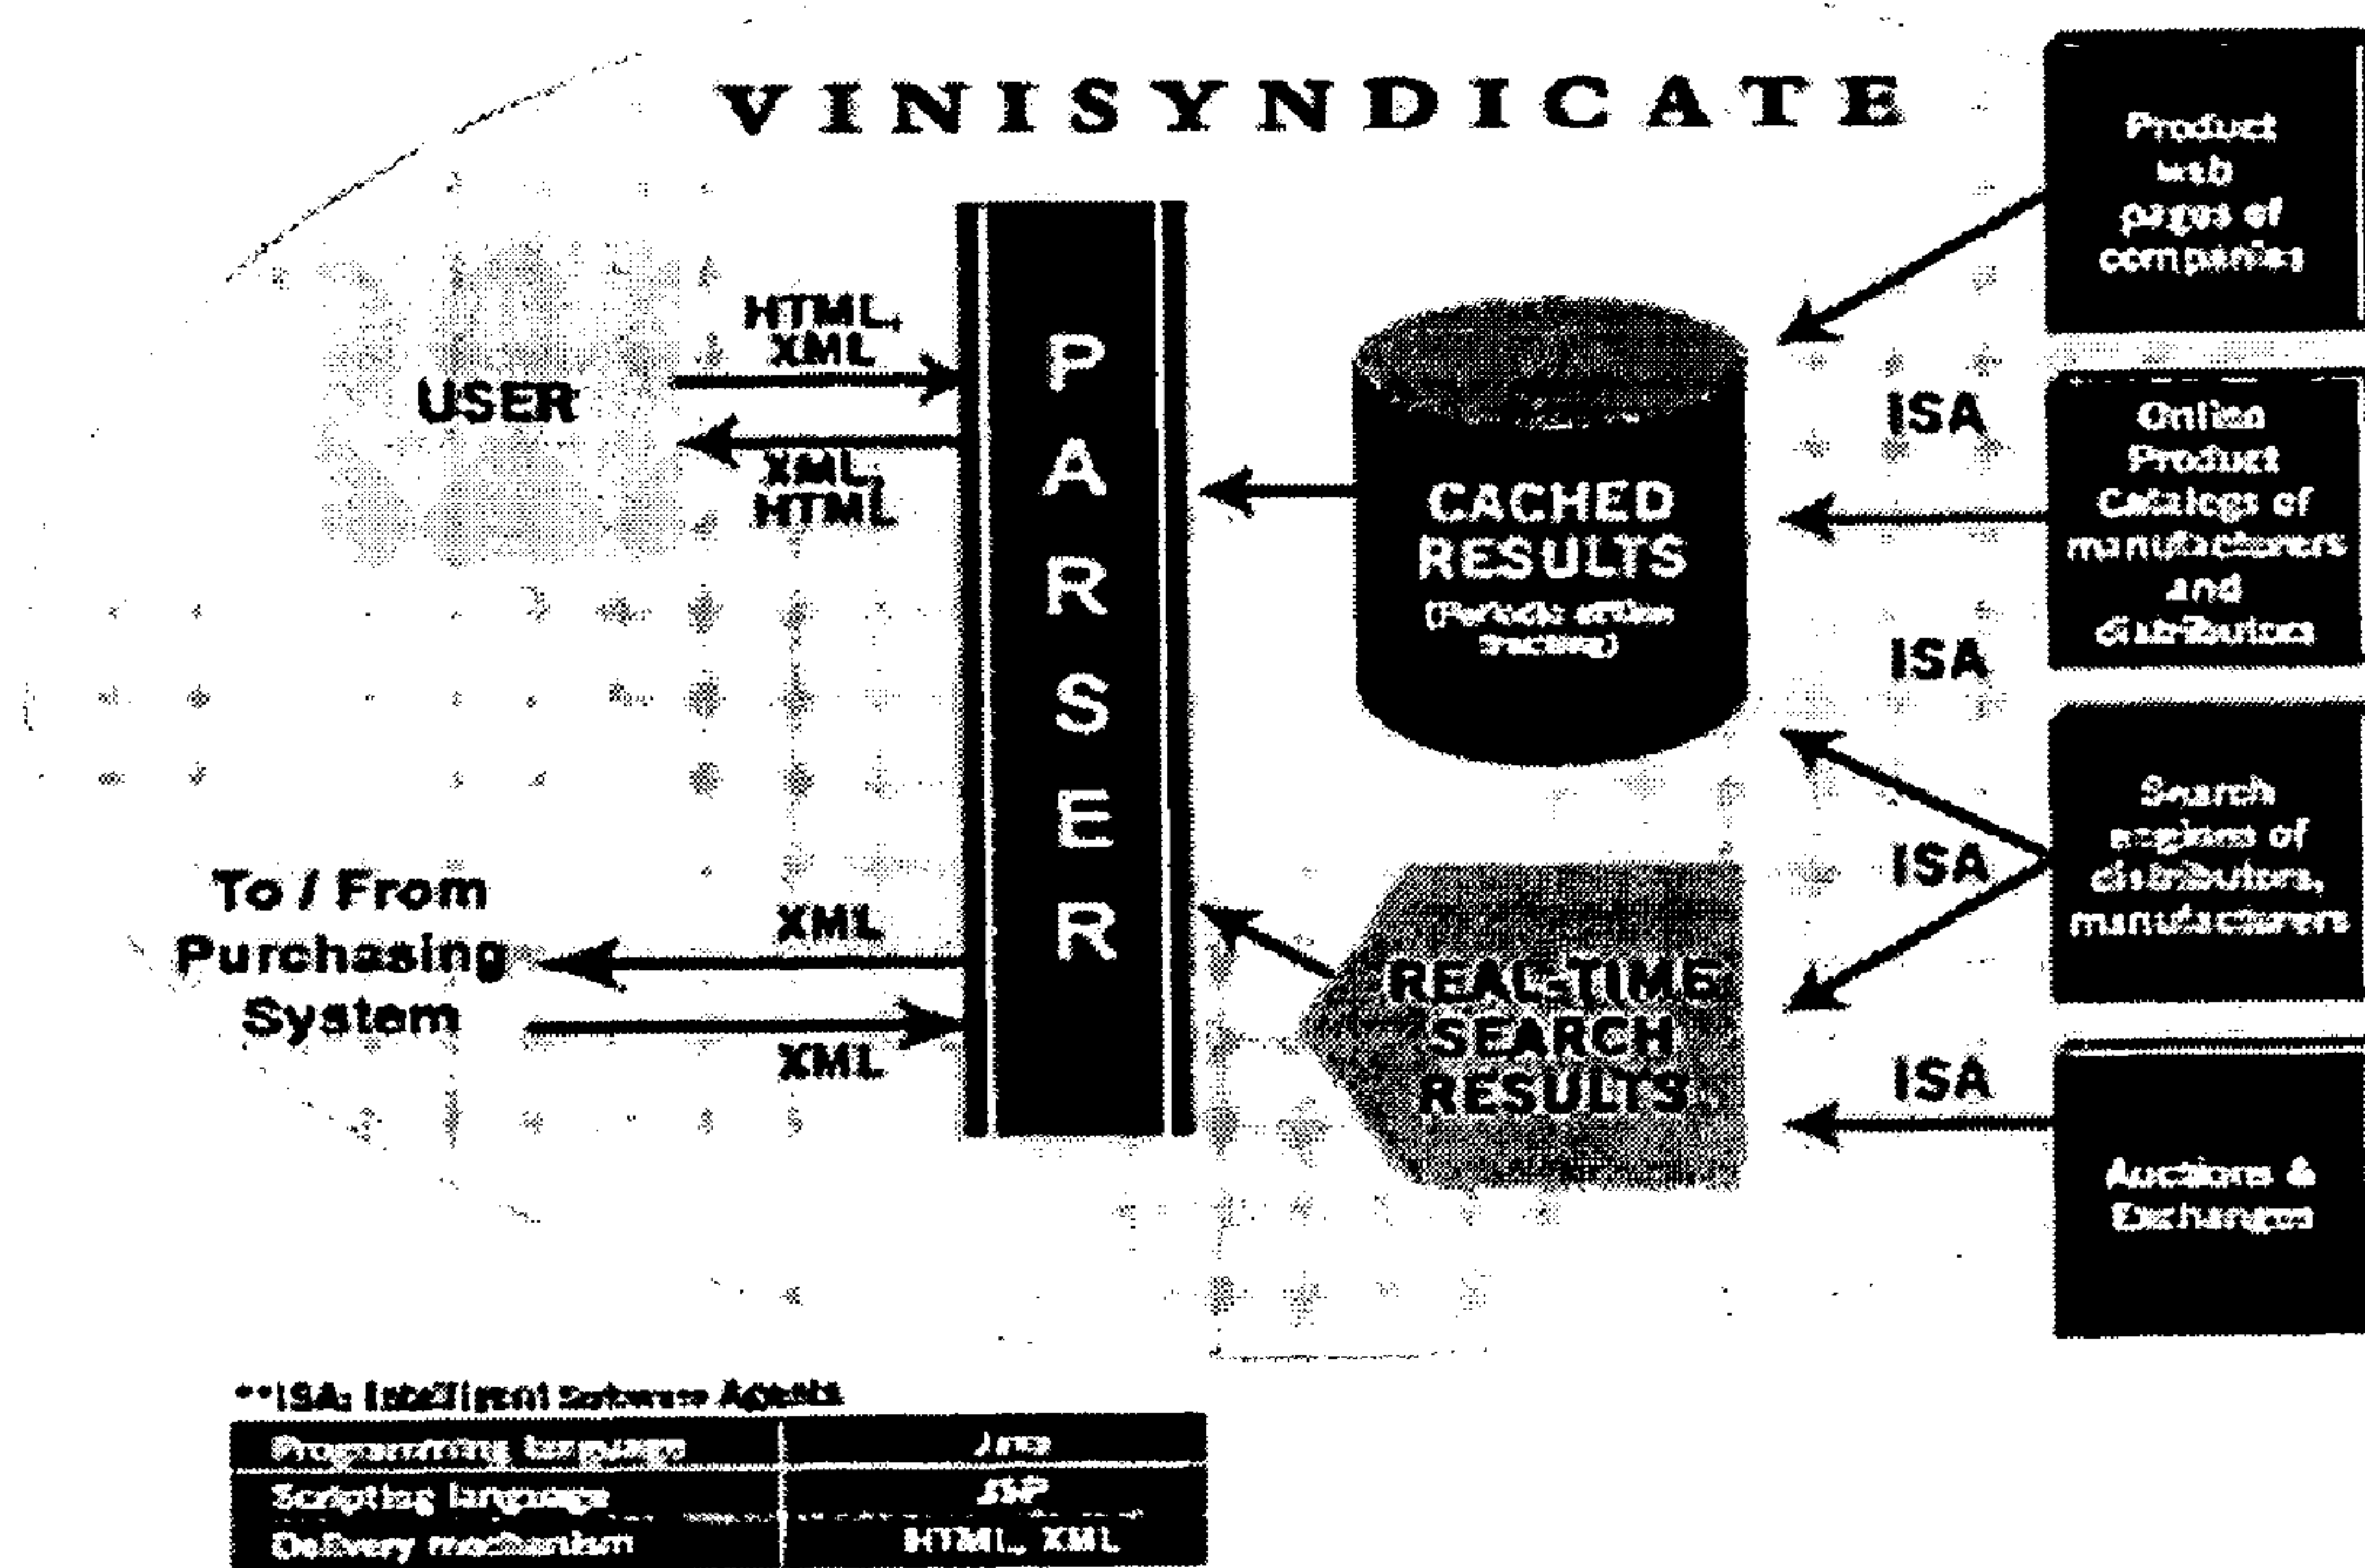 VINISYNDICATE
Product
web
pages of
companies
HTML,
XML
USER
XML,
HTML
PARSER
CACHED
RESULTS
(Periodic
ISA
Online
Product
Catalogs of
manufacturers
and
distributors
ISA
Search
engines of
distributors,
manufacturers
ISA
To / From
Purchasing
System
XML
XML
REAL-TIME
SEARCH
RESULTS
ISA
Auctions &
Exchanges
**ISA: Intelligent Software Agents
Programming language
Java
Scripting language
JSP
Delivery mechanism
HTML, XML